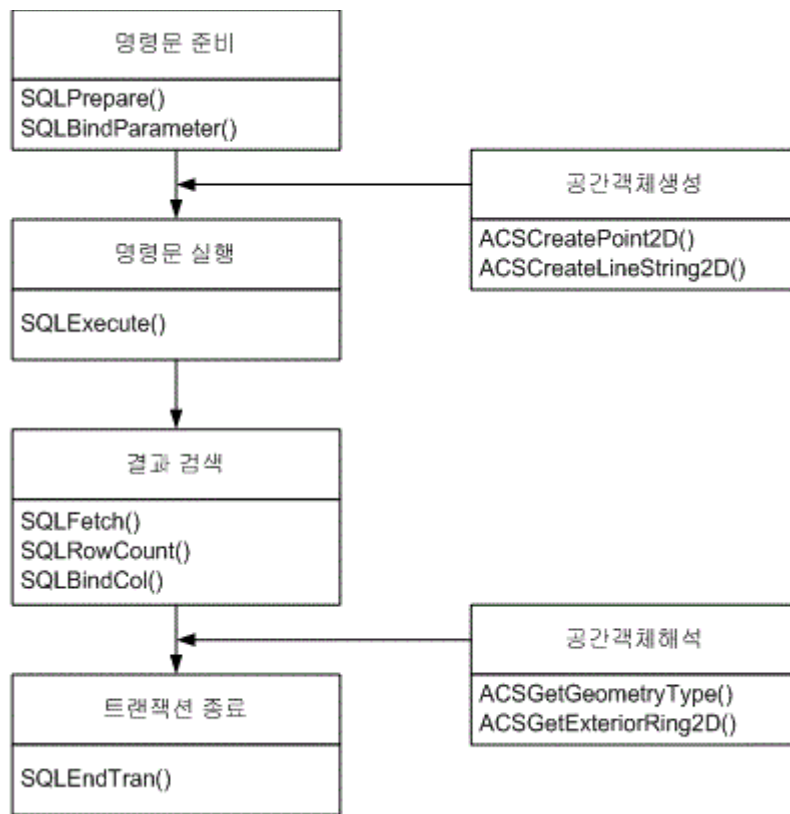 명령문 준비
SQLPrepare()
SQLBindParameter()
공간객체생성
ACSCreatePoint2D()
ACSCreateLineString2D()
명령문 실행
SQLExecute()
결과 검색
SQLFetch()
SQLRowCount()
SQLBindCol()
공간객체해석
ACSGetGeometryType()
ACSGetExteriorRing2D()
트랜잭션 종료
SQLEndTran()